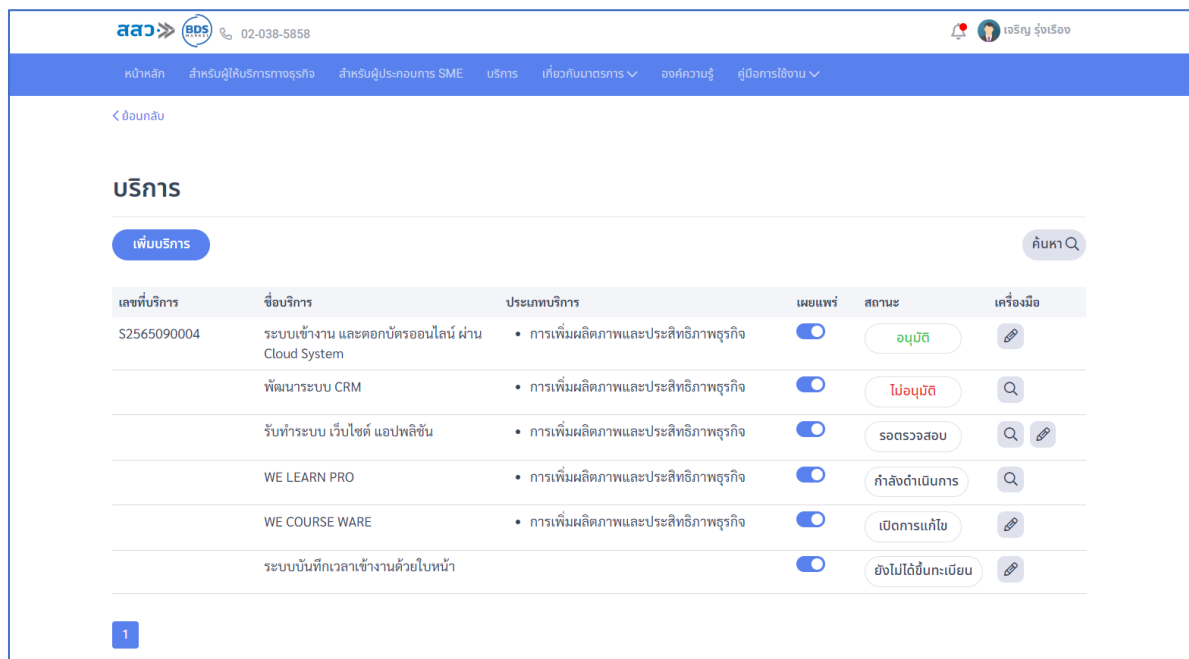 สสว BDS MARKET 02-038-5858 เจริญ รุ่งเรือง
หน้าหลัก สำหรับผู้ให้บริการทางธุรกิจ สำหรับผู้ประกอบการ SME บริการ เกี่ยวกับมาตรการ องค์ความรู้ คู่มือการใช้งาน
ย้อนกลับ
บริการ
เพิ่มบริการ ค้นหา
เลขที่บริการ ชื่อบริการ ประเภทบริการ เผยแพร่ สถานะ เครื่องมือ
S2565090004 ระบบเข้างาน และตอกบัตรออนไลน์ ผ่าน • การเพิ่มผลิตภาพและประสิทธิภาพธุรกิจ อนุมัติ
Cloud System
พัฒนาระบบ CRM • การเพิ่มผลิตภาพและประสิทธิภาพธุรกิจ ไม่อนุมัติ
รับทำระบบ เว็บไซต์ แอปพลิชัน • การเพิ่มผลิตภาพและประสิทธิภาพธุรกิจ รอตรวจสอบ
WE LEARN PRO • การเพิ่มผลิตภาพและประสิทธิภาพธุรกิจ กำลังดำเนินการ
WE COURSE WARE • การเพิ่มผลิตภาพและประสิทธิภาพธุรกิจ เปิดการแก้ไข
ระบบบันทึกเวลาเข้างานด้วยใบหน้า ยังไม่ได้ขึ้นทะเบียน
1